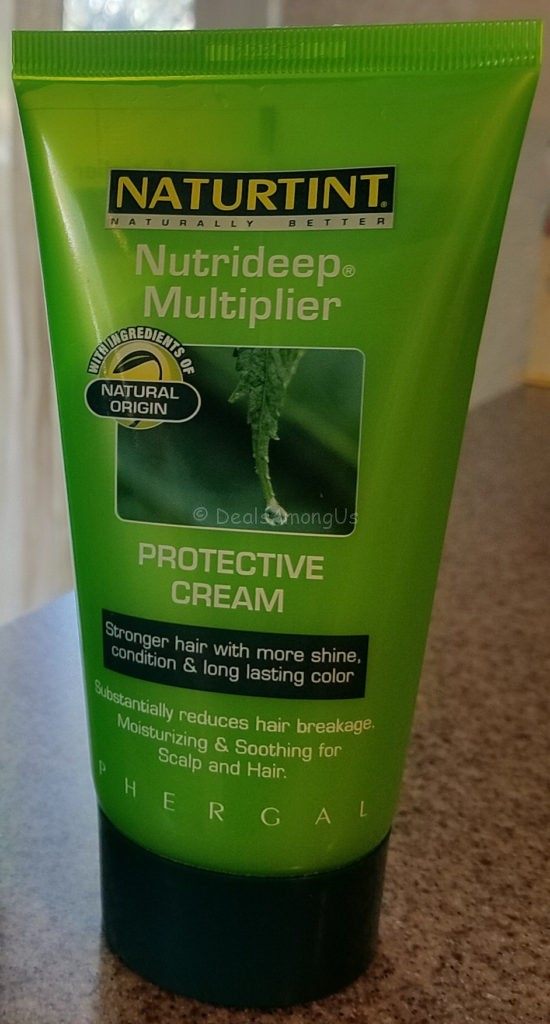 NATURTINT®
NATURALLY BETTER
Nutrideep®
Multiplier
WITH INGREDIENTS OF
NATURAL
ORIGIN
© DealsAmongUs
PROTECTIVE
CREAM
Stronger hair with more shine,
condition & long lasting color
Substantially reduces hair breakage.
Moisturizing & Soothing for
Scalp and Hair.
PHERGAL